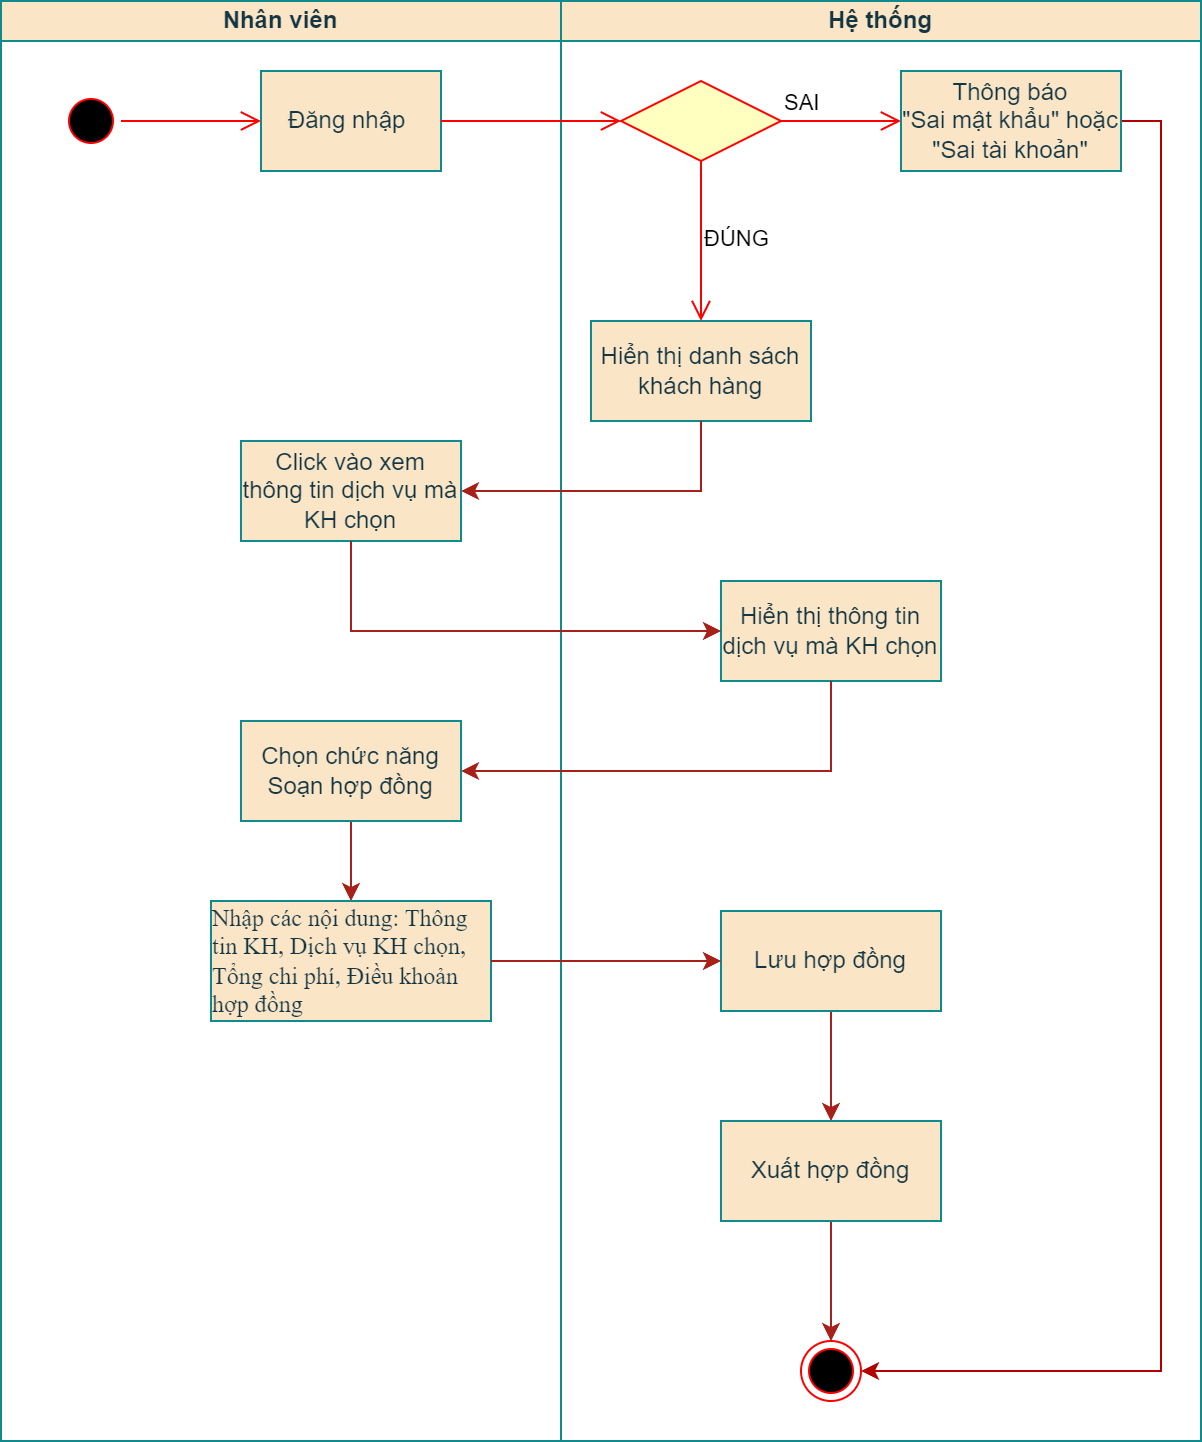 Nhân viên
Hệ thống
Đăng nhập
SAI
Thông báo
"Sai mật khẩu" hoặc
"Sai tài khoản"
ĐÚNG
Hiển thị danh sách
khách hàng
Click vào xem
thông tin dịch vụ mà
KH chọn
Hiển thị thông tin
dịch vụ mà KH chọn
Chọn chức năng
Soạn hợp đồng
Nhập các nội dung: Thông
tin KH, Dịch vụ KH chọn,
Tổng chi phí, Điều khoản
hợp đồng
Lưu hợp đồng
Xuất hợp đồng